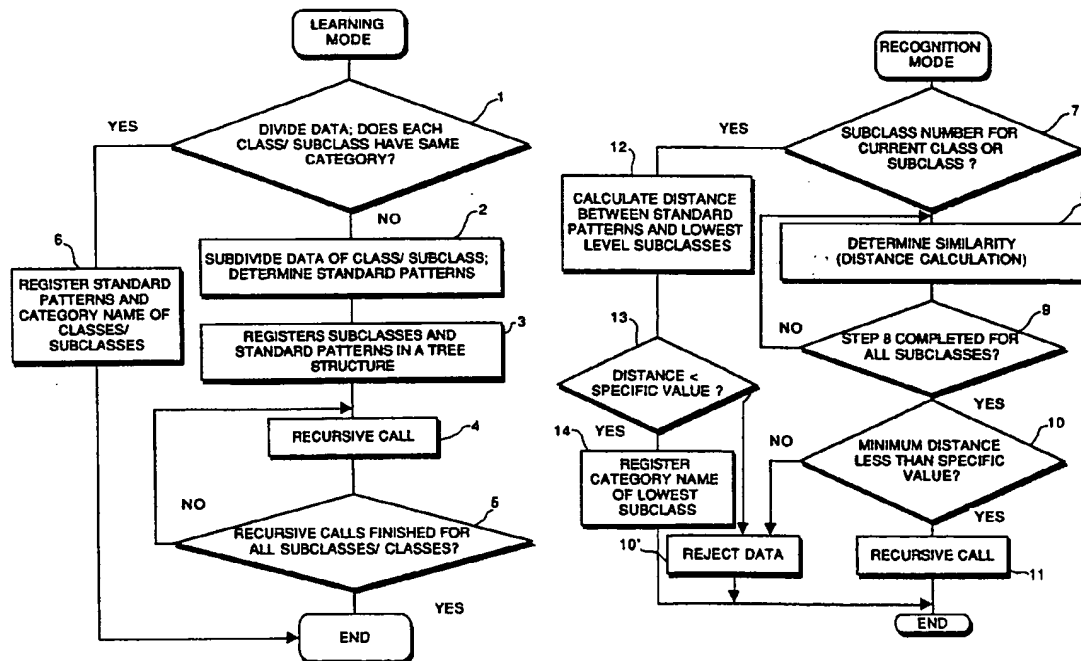 LEARNING
MODE
1
YES
DIVIDE DATA; DOES EACH
CLASS/ SUBCLASS HAVE SAME
CATEGORY?
NO
2
SUBDIVIDE DATA OF CLASS/ SUBCLASS;
DETERMINE STANDARD PATTERNS
6
REGISTER STANDARD
PATTERNS AND
CATEGORY NAME OF
CLASSES/
SUBCLASSES
3
REGISTERS SUBCLASSES AND
STANDARD PATTERNS IN A TREE
STRUCTURE
RECURSIVE CALL
4
NO
5
RECURSIVE CALLS FINISHED FOR
ALL SUBCLASSES/ CLASSES?
YES
END
RECOGNITION
MODE
7
YES
SUBCLASS NUMBER FOR
CURRENT CLASS OR
SUBCLASS ?
12
CALCULATE DISTANCE
BETWEEN STANDARD
PATTERNS AND LOWEST
LEVEL SUBCLASSES
DETERMINE SIMILARITY
(DISTANCE CALCULATION)
13
DISTANCE <
SPECIFIC VALUE ?
YES
9
NO
STEP 8 COMPLETED FOR
ALL SUBCLASSES?
YES
14
REGISTER
CATEGORY NAME
OF LOWEST
SUBCLASS
10
NO
MINIMUM DISTANCE
LESS THAN SPECIFIC
VALUE?
YES
10'
REJECT DATA
RECURSIVE CALL
11
END